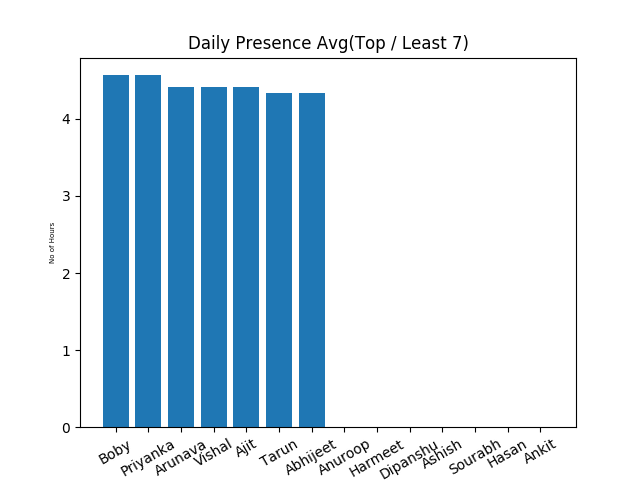 Daily Presence Avg(Top / Least 7)
No of Hours
4
3
2
1
0
Boby
Priyanka
Arunava
Vishal
Ajit
Tarun
Abhijeet
Anuroop
Harmeet
Dipanshu
Ashish
Sourabh
Hasan
Ankit